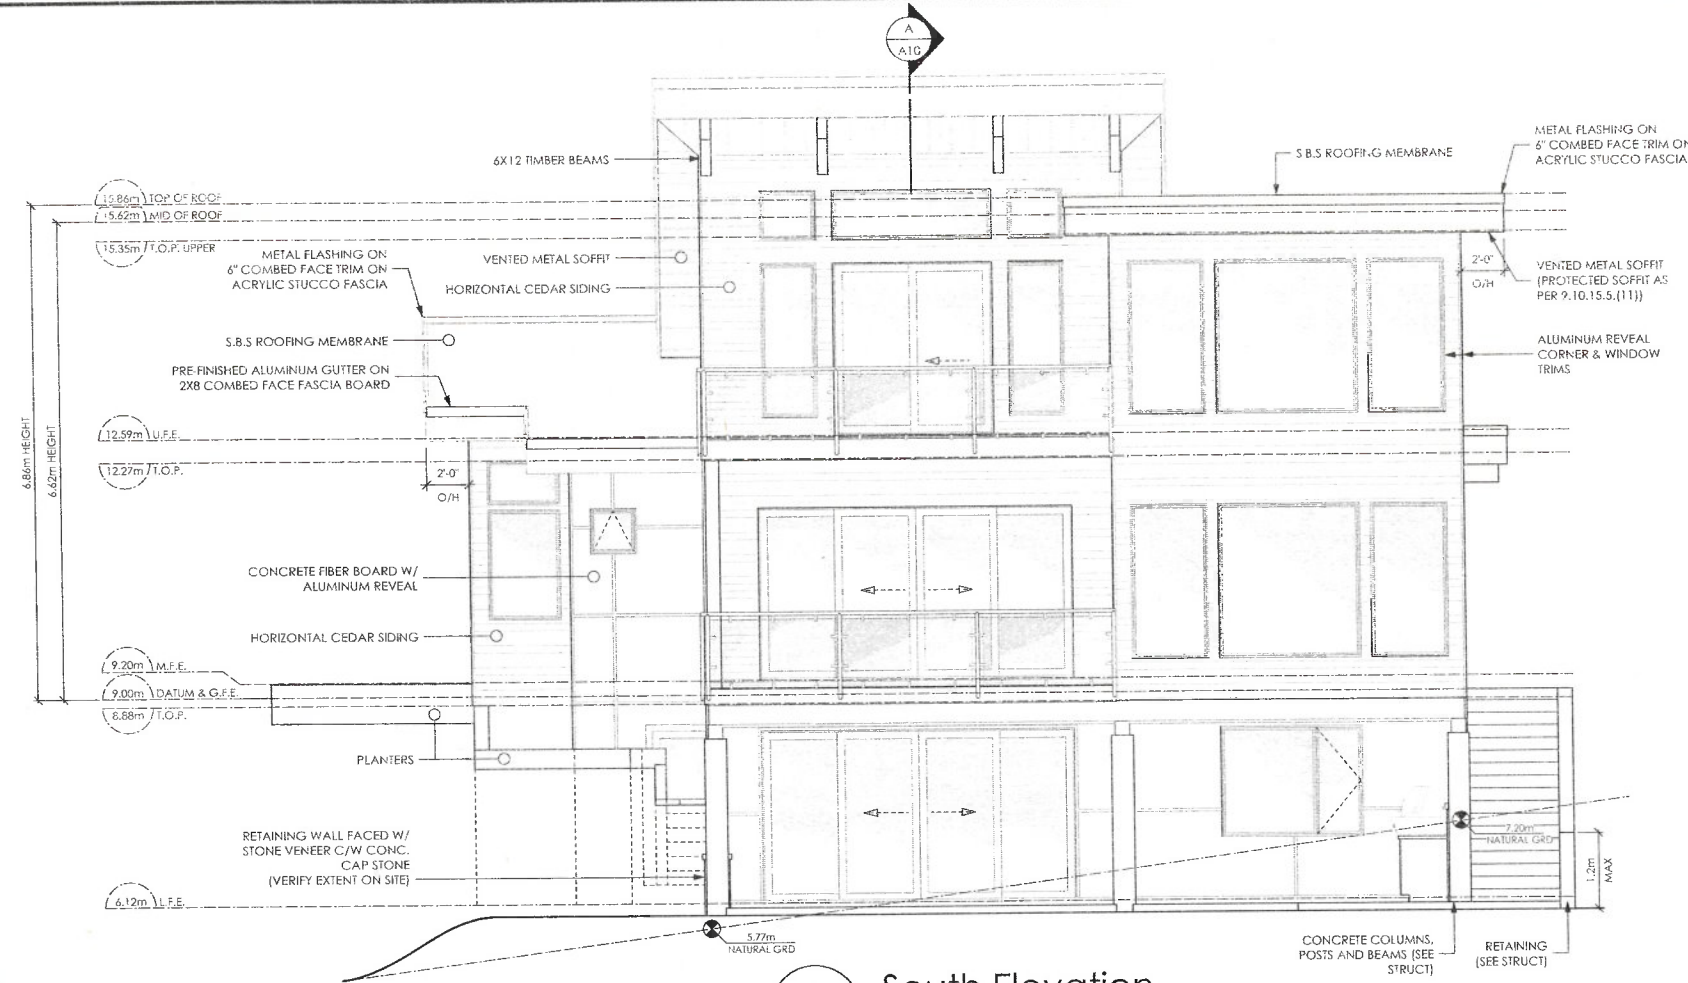 A
A10
6X12 TIMBER BEAMS
S.B.S ROOFING MEMBRANE
METAL FLASHING ON
6" COMBED FACE TRIM ON
ACRYLIC STUCCO FASCIA
15.86m TOP OF ROOF
15.62m MID OF ROOF
15.35m T.O.P. UPPER
METAL FLASHING ON
6" COMBED FACE TRIM ON
ACRYLIC STUCCO FASCIA
VENTED METAL SOFFIT
HORIZONTAL CEDAR SIDING
2'-0"
O/H
VENTED METAL SOFFIT
(PROTECTED SOFFIT AS
PER 9.10.15.5.(11))
S.B.S ROOFING MEMBRANE
ALUMINUM REVEAL
CORNER & WINDOW
TRIMS
PRE-FINISHED ALUMINUM GUTTER ON
2X8 COMBED FACE FASCIA BOARD
12.59m U.F.E.
12.27m T.O.P.
6.86m HEIGHT
6.62m HEIGHT
2'-0"
O/H
CONCRETE FIBER BOARD W/
ALUMINUM REVEAL
HORIZONTAL CEDAR SIDING
9.20m M.F.E.
9.00m DATUM & G.F.E.
8.88m T.O.P.
PLANTERS
RETAINING WALL FACED W/
STONE VENEER C/W CONC.
CAP STONE
(VERIFY EXTENT ON SITE)
7.20m
NATURAL GRD
1.2m
MAX
6.12m L.F.E.
5.77m
NATURAL GRD
CONCRETE COLUMNS,
POSTS AND BEAMS (SEE
STRUCT)
RETAINING
(SEE STRUCT)
South Elevation